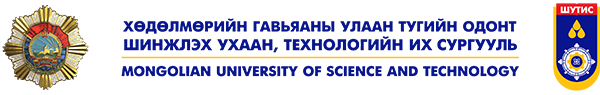 ХӨДӨЛМӨРИЙН ГАВЬЯАНЫ УЛААН ТУГИЙН ОДОНТ
ШИНЖЛЭХ УХААН, ТЕХНОЛОГИЙН ИХ СУРГУУЛЬ
MONGOLIAN UNIVERSITY OF SCIENCE AND TECHNOLOGY
ШУТИС